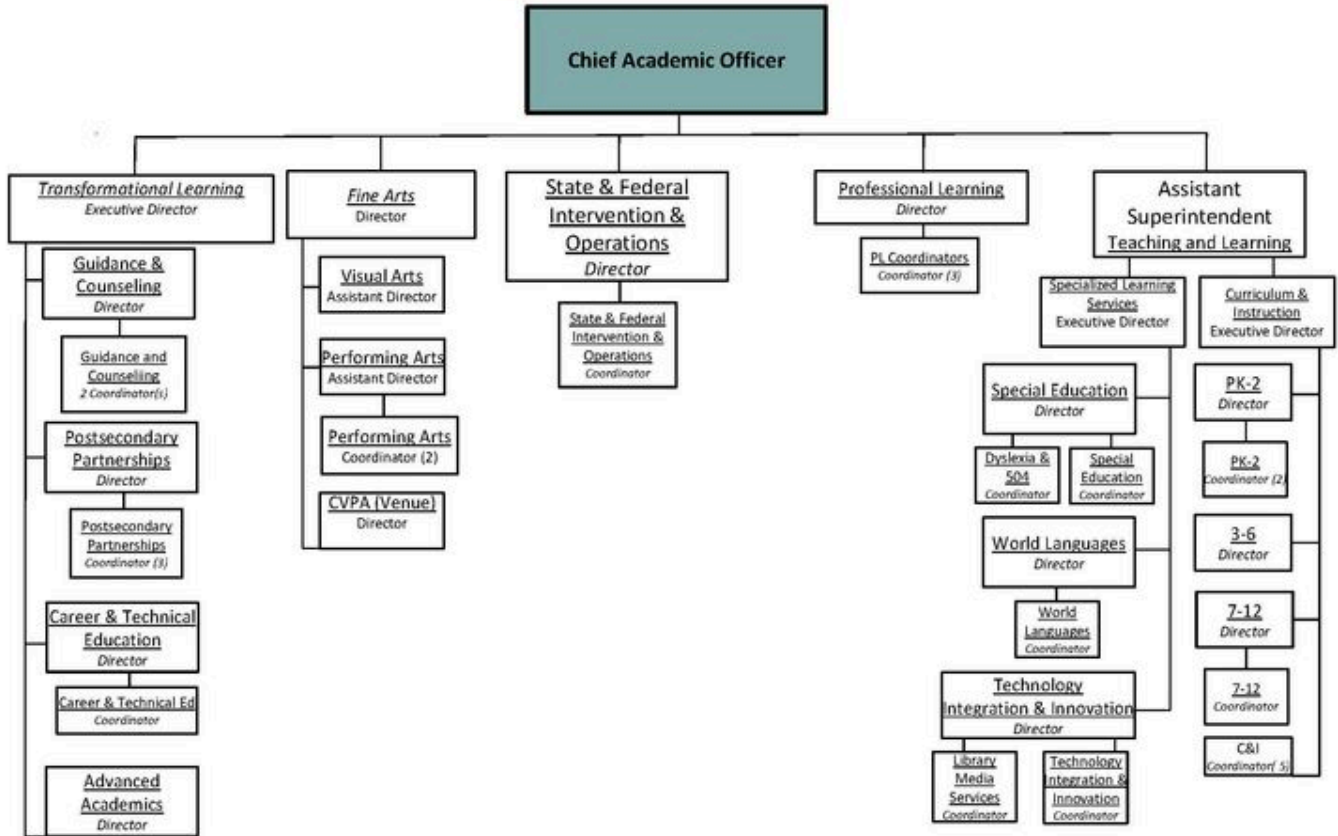 Chief Academic Officer
Transformational Learning
Executive Director
Guidance &
Counseling
Director
Guidance and
Counseliing
2 Coordinator(s)
Postsecondary
Partnerships
Director
Postsecondary
Partnerships
Coordinator (3)
Career & Technical
Education
Director
Career & Technical Ed
Coordinator
Advanced
Academics
Director
Fine Arts
Director
Visual Arts
Assistant Director
Performing Arts
Assistant Director
Performing Arts
Coordinator (2)
CVPA (Venue)
Director
State & Federal
Intervention &
Operations
Director
State & Federal
Intervention &
Operations
Coordinator
Professional Learning
Director
PL Coordinators
Coordinator (3)
Assistant
Superintendent
Teaching and Learning
Specialized Learning
Services
Executive Director
Special Education
Director
Dyslexia &
504
Coordinator
Special
Education
Coordinator
World Languages
Director
World
Languages
Coordinator
Technology
Integration & Innovation
Director
Library
Media
Services
Coordinator
Technology
Integration &
Innovation
Coordinator
Curriculum &
Instruction
Executive Director
PK-2
Director
PK-2
Coordinator (2)
3-6
Director
7-12
Director
7-12
Coordinator
C&I
Coordinator( 5)